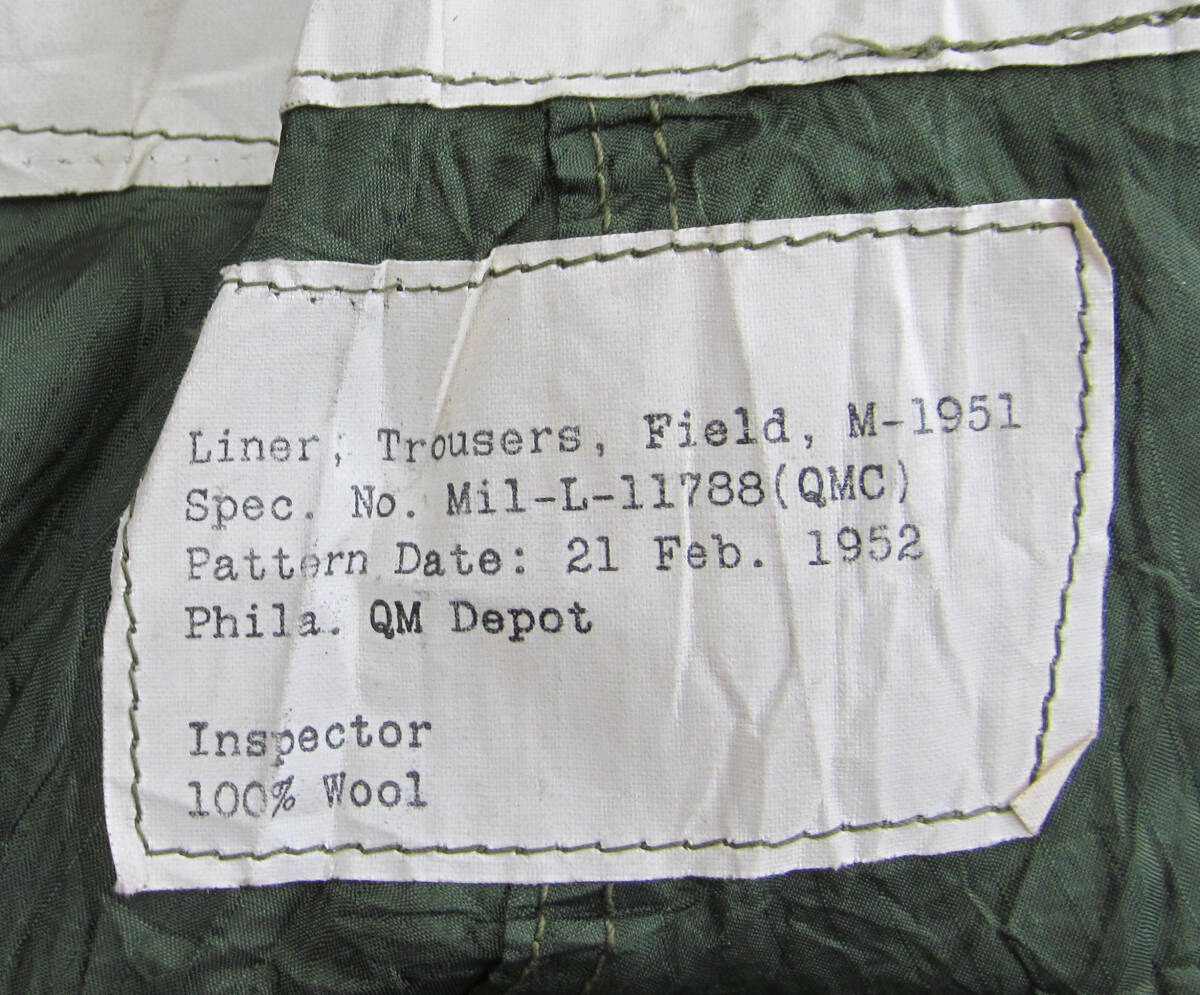 Liner, Trousers, Field, M-1951
Spec. No. Mil-L-11788(QMC)
Pattern Date: 21 Feb. 1952
Phila. QM Depot
Inspector
100% Wool